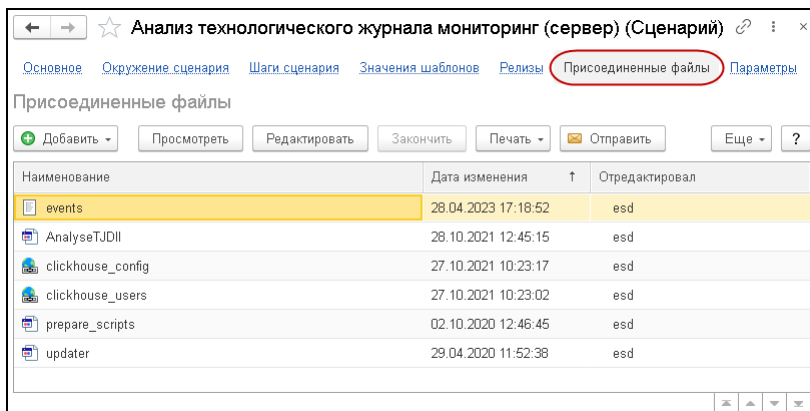 Анализ технологического журнала мониторинг (сервер) (Сценарий)
Основное Окружение сценария Шаги сценария Значения шаблонов Релизы Присоединенные файлы Параметры
Присоединенные файлы
Добавить Просмотреть Редактировать Закончить Печать Отправить Еще ?
Наименование Дата изменения ↑ Отредактировал
events 28.04.2023 17:18:52 esd
AnalyseTJDll 28.10.2021 12:45:15 esd
clickhouse_config 27.10.2021 10:23:17 esd
clickhouse_users 27.10.2021 10:23:02 esd
prepare_scripts 02.10.2020 12:46:45 esd
updater 29.04.2020 11:52:38 esd